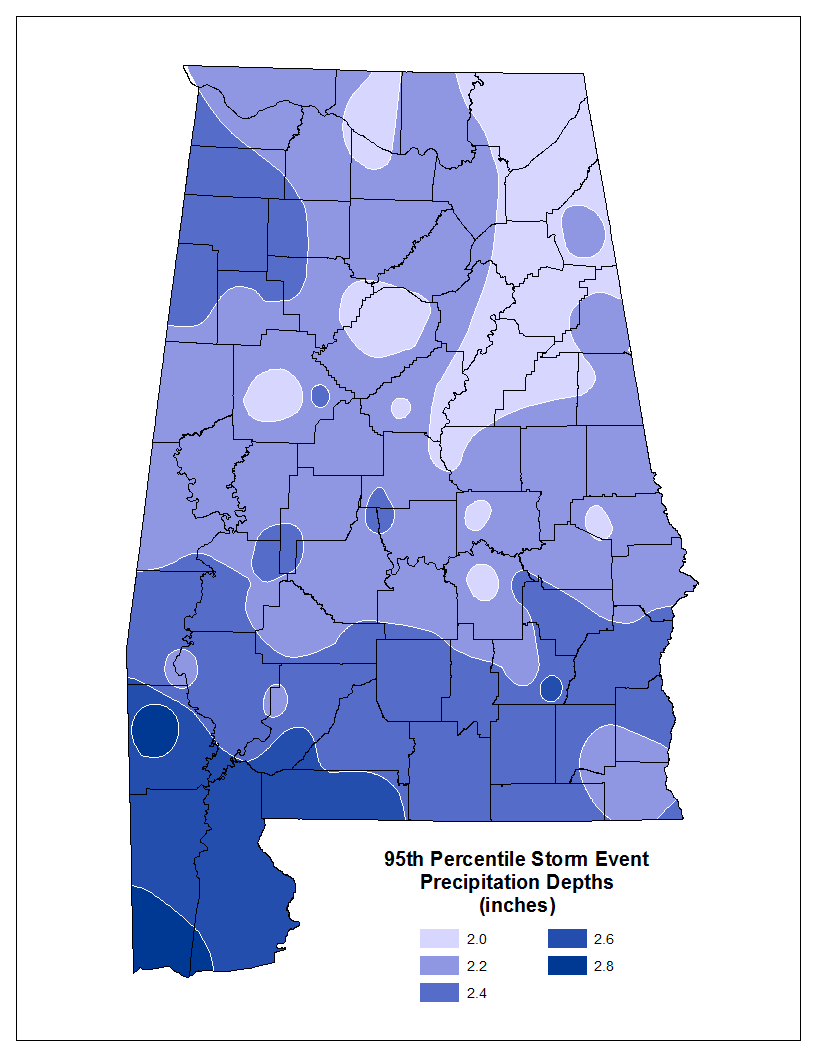 95th Percentile Storm Event
Precipitation Depths
(inches)
2.0
2.6
2.2
2.8
2.4